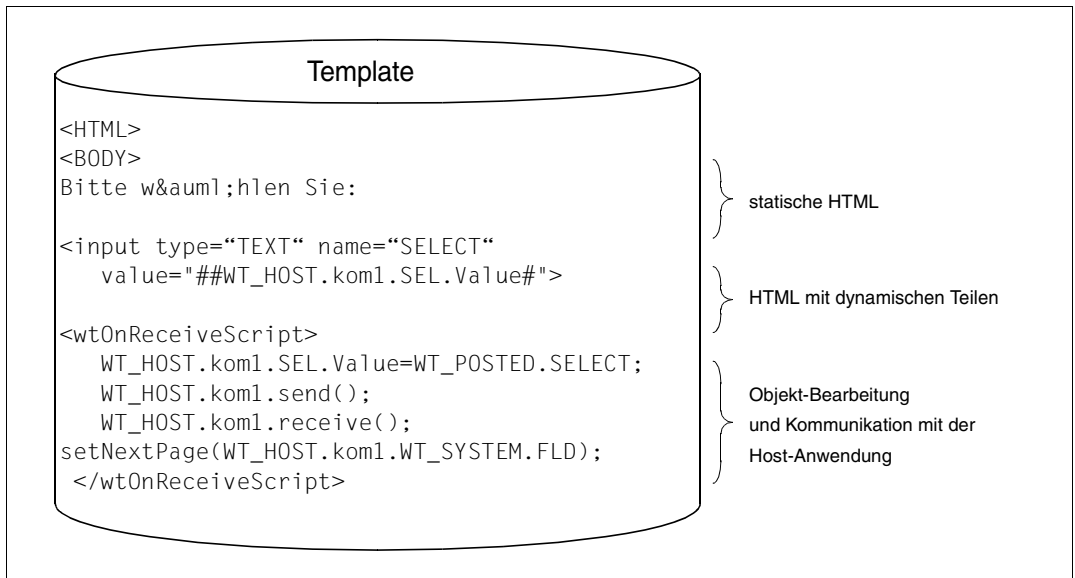 Template
<HTML>
<BODY>
Bitte w&auml;hlen Sie:
<input type=“TEXT“ name=“SELECT“
value="##WT_HOST.kom1.SEL.Value#">
<wtOnReceiveScript>
WT_HOST.kom1.SEL.Value=WT_POSTED.SELECT;
WT_HOST.kom1.send();
WT_HOST.kom1.receive();
setNextPage(WT_HOST.kom1.WT_SYSTEM.FLD);
</wtOnReceiveScript>
statische HTML
HTML mit dynamischen Teilen
Objekt-Bearbeitung
und Kommunikation mit der
Host-Anwendung